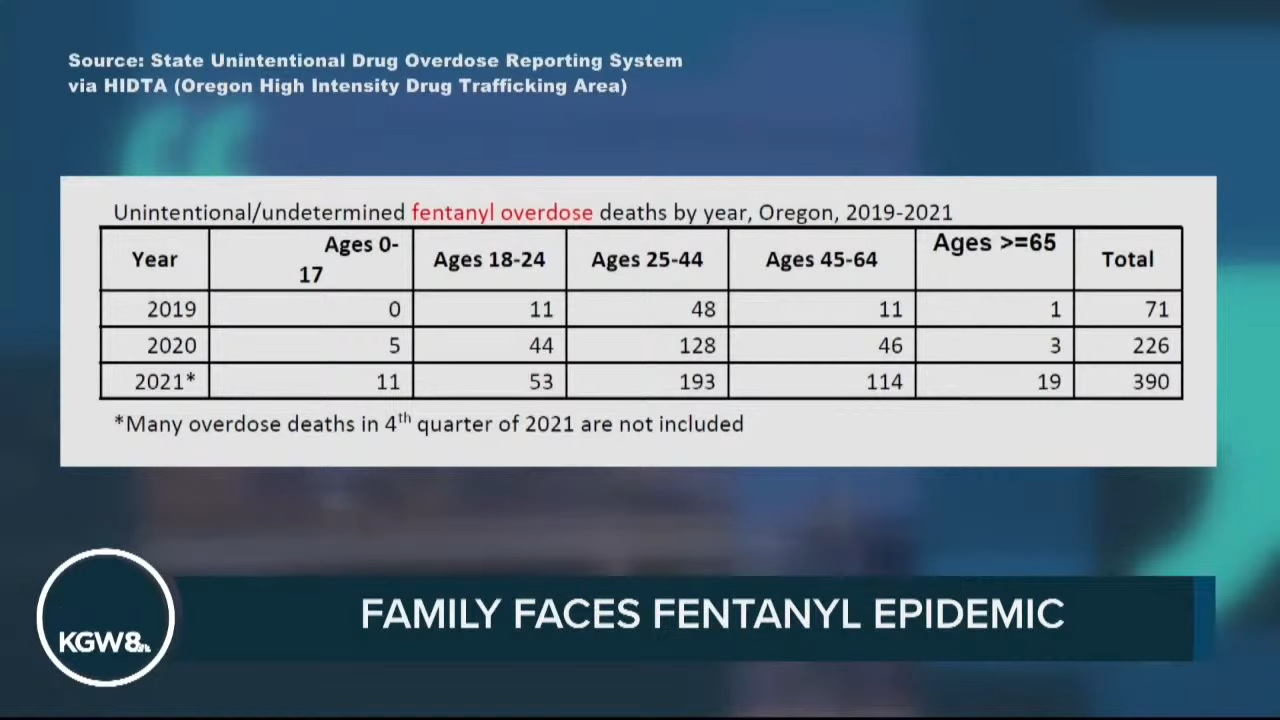 Source: State Unintentional Drug Overdose Reporting System
via HIDTA (Oregon High Intensity Drug Trafficking Area)
Unintentional/undetermined fentanyl overdose deaths by year, Oregon, 2019-2021
Year Ages 0-17 Ages 18-24 Ages 25-44 Ages 45-64 Ages >=65 Total
2019 0 11 48 11 1 71
2020 5 44 128 46 3 226
2021* 11 53 193 114 19 390
*Many overdose deaths in 4th quarter of 2021 are not included
FAMILY FACES FENTANYL EPIDEMIC
KGW8